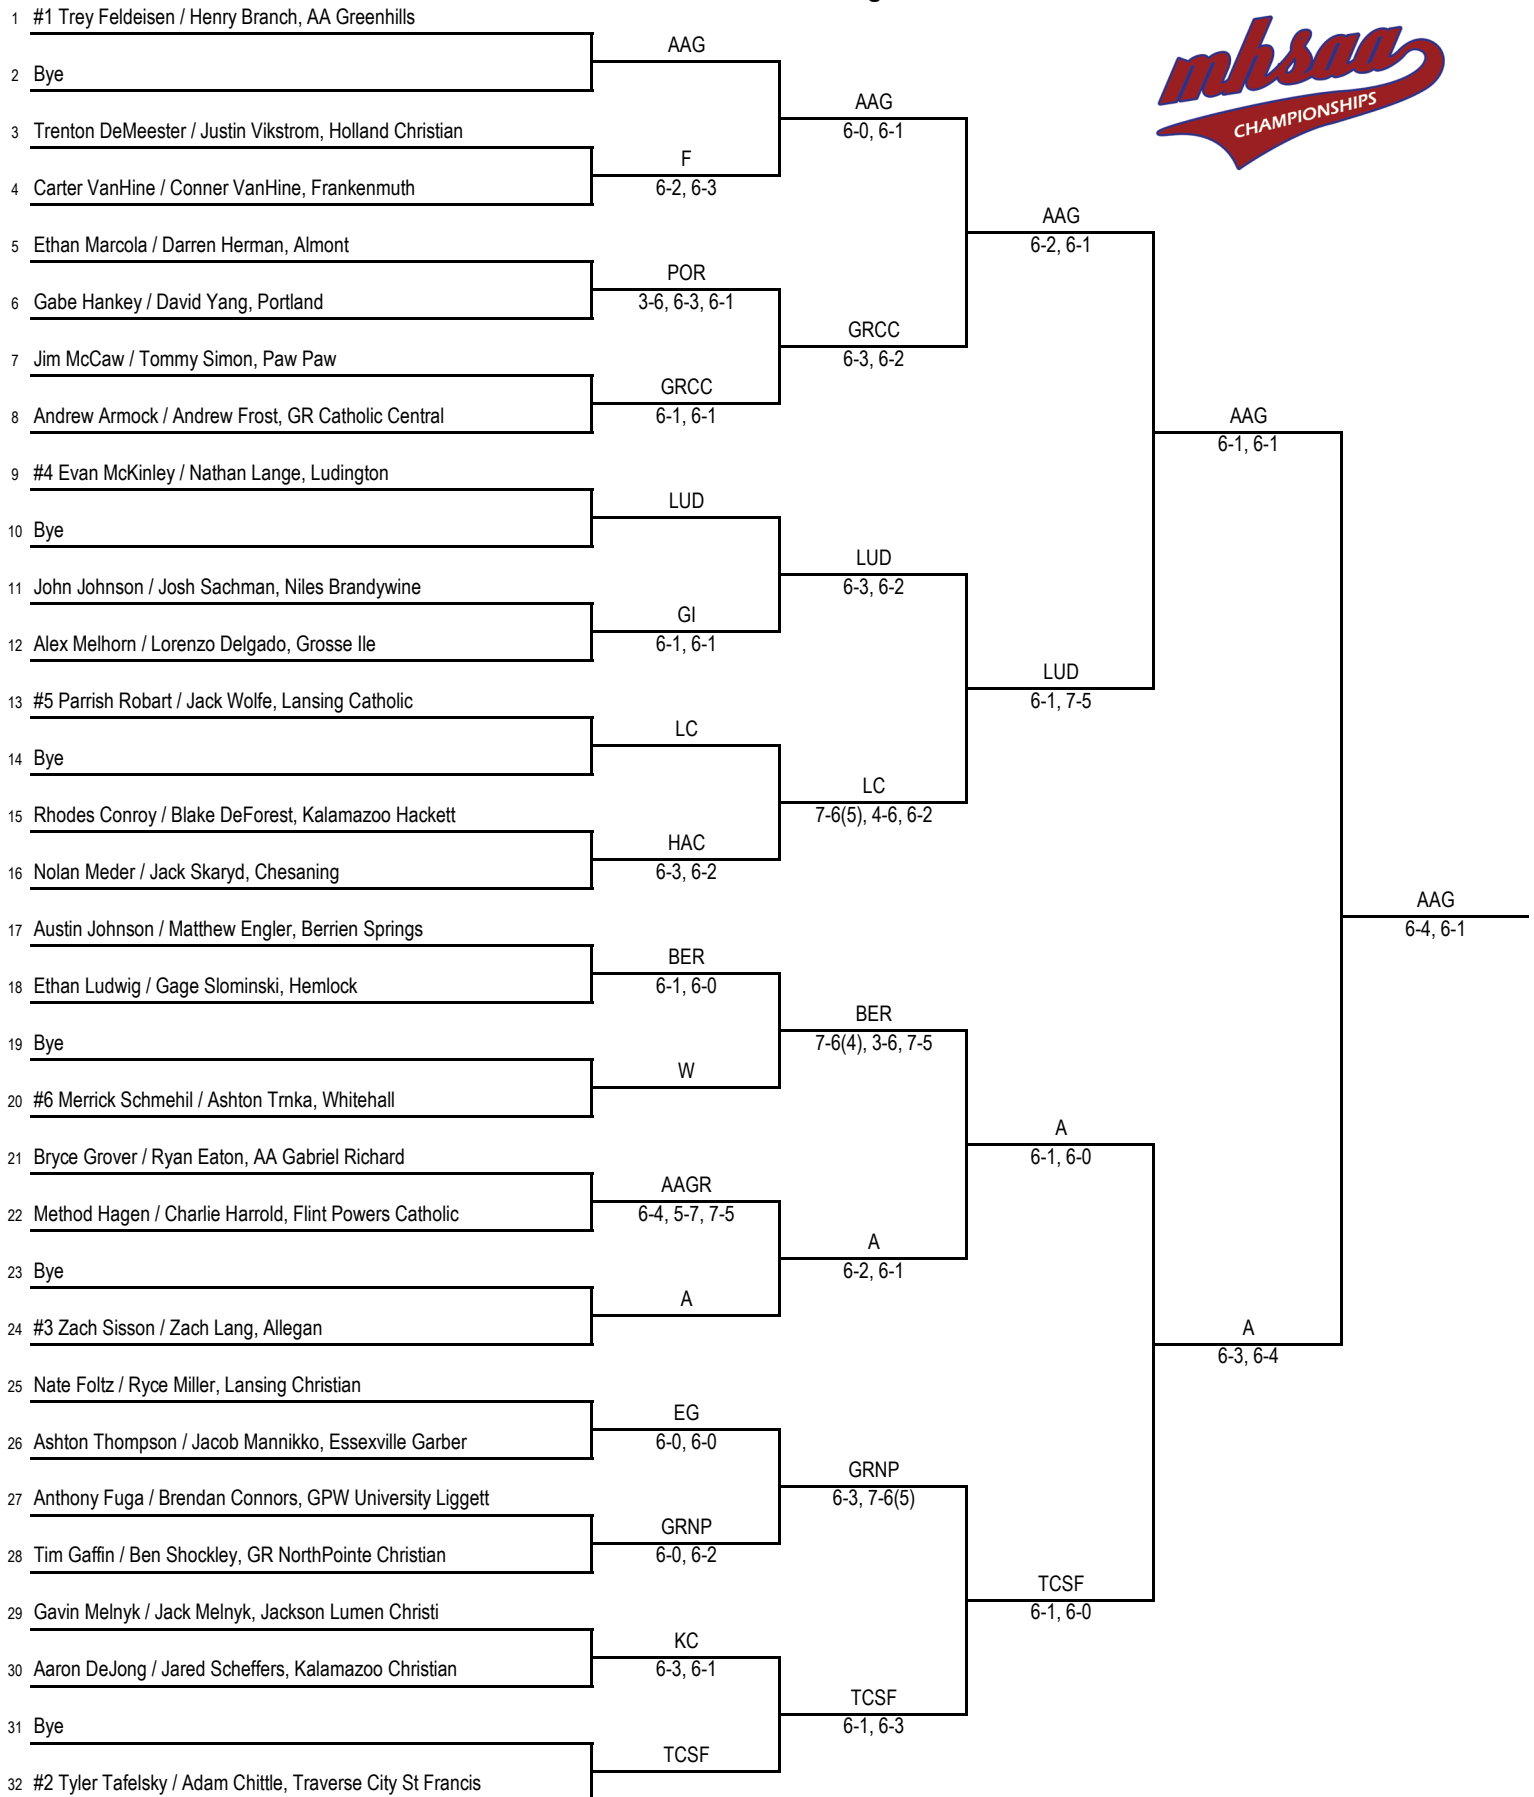 1 #1 Trey Feldeisen / Henry Branch, AA Greenhills
AAG
2 Bye
AAG
6-0, 6-1
3 Trenton DeMeester / Justin Vikstrom, Holland Christian
F
6-2, 6-3
4 Carter VanHine / Conner VanHine, Frankenmuth
AAG
6-2, 6-1
5 Ethan Marcola / Darren Herman, Almont
POR
3-6, 6-3, 6-1
6 Gabe Hankey / David Yang, Portland
GRCC
6-3, 6-2
7 Jim McCaw / Tommy Simon, Paw Paw
GRCC
6-1, 6-1
8 Andrew Armock / Andrew Frost, GR Catholic Central
AAG
6-1, 6-1
9 #4 Evan McKinley / Nathan Lange, Ludington
LUD
10 Bye
LUD
6-3, 6-2
11 John Johnson / Josh Sachman, Niles Brandywine
GI
6-1, 6-1
12 Alex Melhorn / Lorenzo Delgado, Grosse Ile
LUD
6-1, 7-5
13 #5 Parrish Robart / Jack Wolfe, Lansing Catholic
LC
14 Bye
LC
7-6(5), 4-6, 6-2
15 Rhodes Conroy / Blake DeForest, Kalamazoo Hackett
HAC
6-3, 6-2
16 Nolan Meder / Jack Skaryd, Chesaning
AAG
6-4, 6-1
17 Austin Johnson / Matthew Engler, Berrien Springs
BER
6-1, 6-0
18 Ethan Ludwig / Gage Slominski, Hemlock
BER
7-6(4), 3-6, 7-5
19 Bye
W
20 #6 Merrick Schmehil / Ashton Trnka, Whitehall
A
6-1, 6-0
21 Bryce Grover / Ryan Eaton, AA Gabriel Richard
AAGR
6-4, 5-7, 7-5
22 Method Hagen / Charlie Harrold, Flint Powers Catholic
A
6-2, 6-1
23 Bye
A
24 #3 Zach Sisson / Zach Lang, Allegan
A
6-3, 6-4
25 Nate Foltz / Ryce Miller, Lansing Christian
EG
6-0, 6-0
26 Ashton Thompson / Jacob Mannikko, Essexville Garber
GRNP
6-3, 7-6(5)
27 Anthony Fuga / Brendan Connors, GPW University Liggett
GRNP
6-0, 6-2
28 Tim Gaffin / Ben Shockley, GR NorthPointe Christian
TCSF
6-1, 6-0
29 Gavin Melnyk / Jack Melnyk, Jackson Lumen Christi
KC
6-3, 6-1
30 Aaron DeJong / Jared Scheffers, Kalamazoo Christian
TCSF
6-1, 6-3
31 Bye
TCSF
32 #2 Tyler Tafelsky / Adam Chittle, Traverse City St Francis
mhsaa
CHAMPIONSHIPS